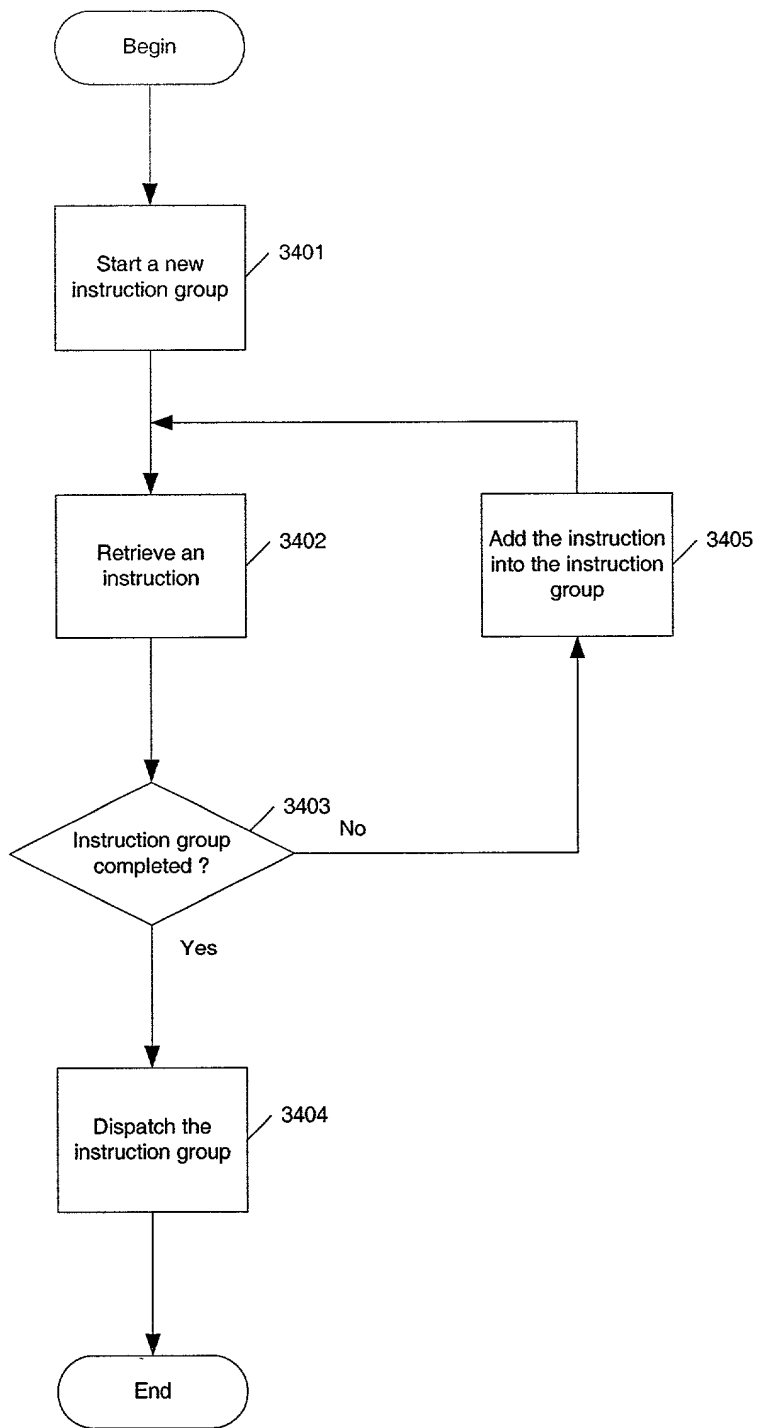 Begin
Start a new
instruction group
3401
Retrieve an
instruction
3402
Add the instruction
into the instruction
group
3405
Instruction group
completed ?
3403
No
Yes
Dispatch the
instruction group
3404
End